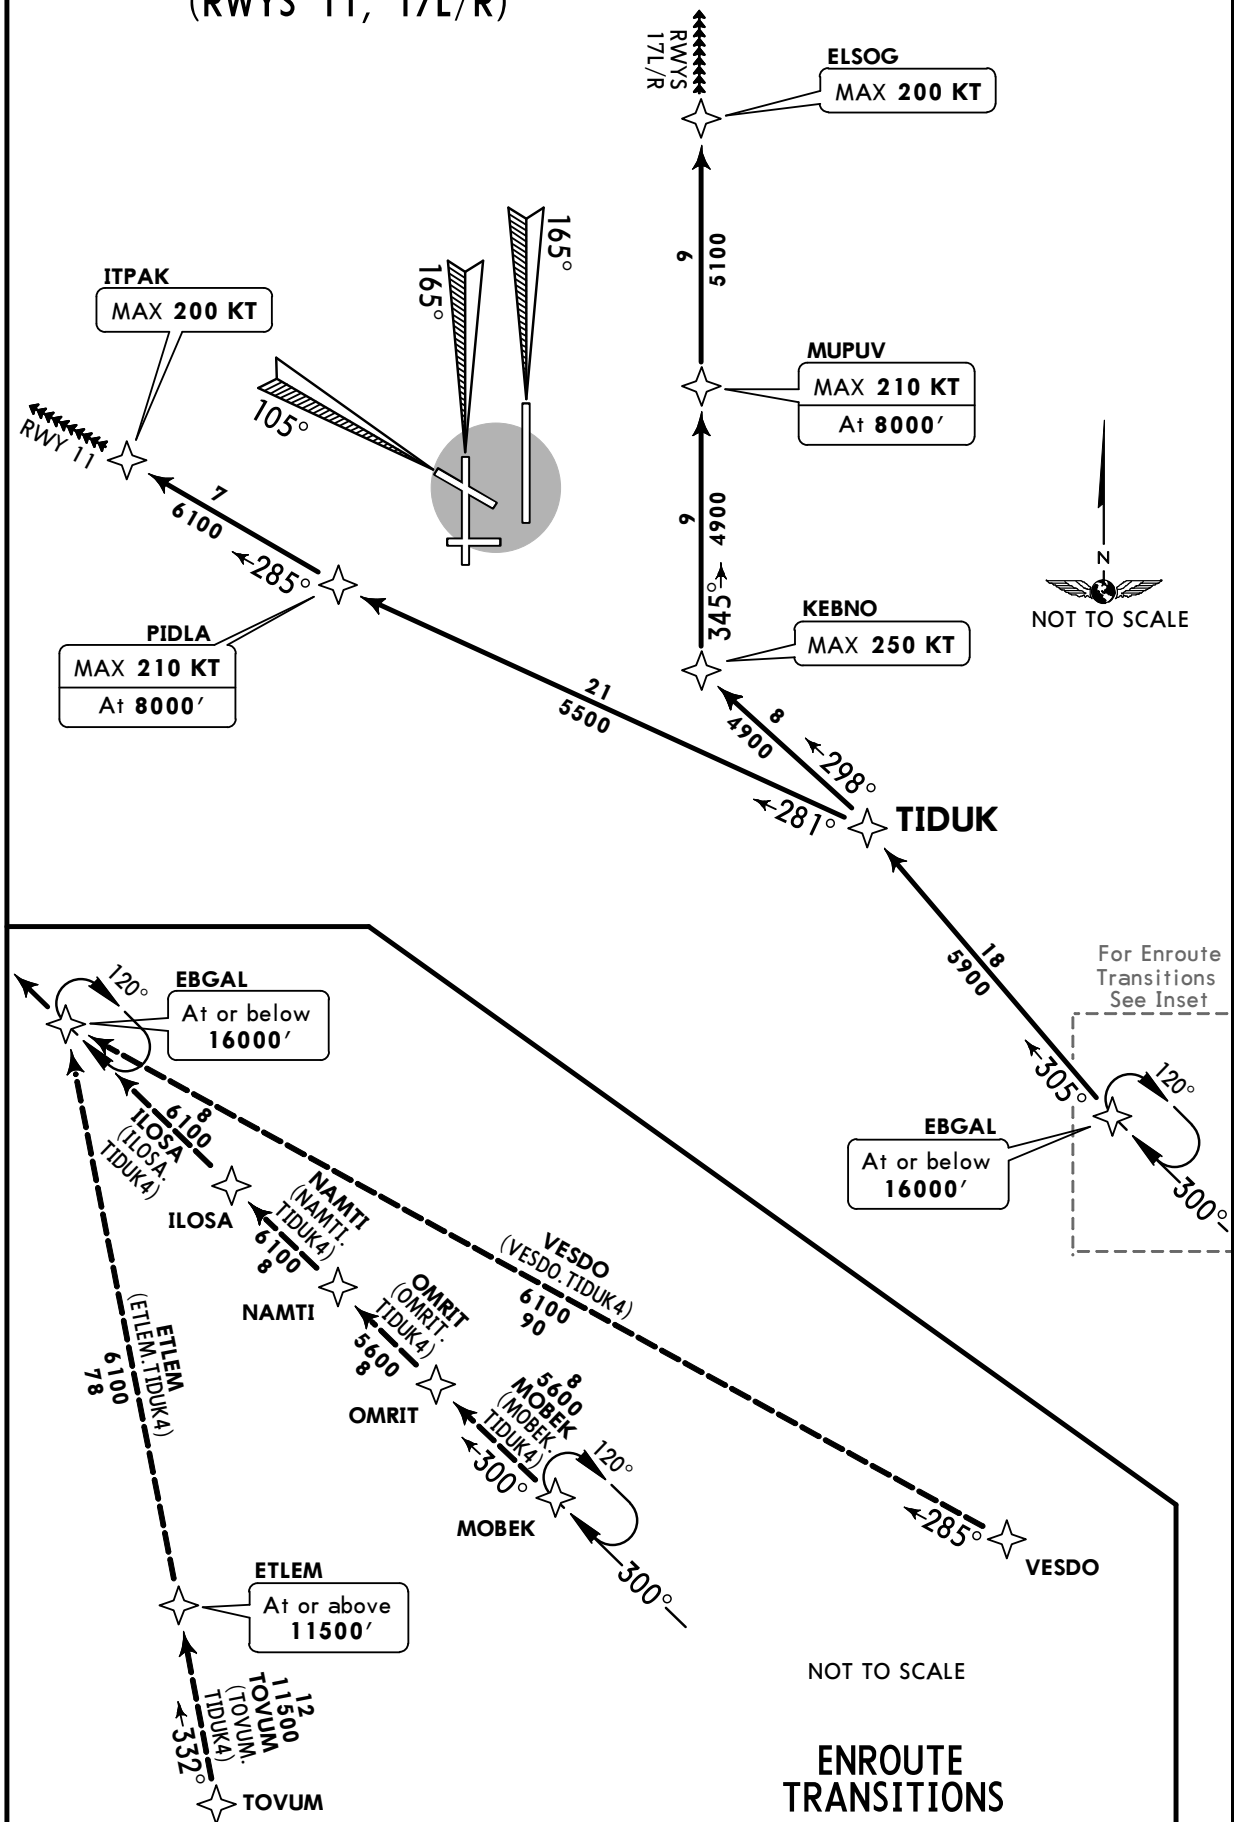 (RWYS 11, 17L/R)
RWYS
17L/R
ELSOG
MAX 200 KT
9
5100
165°
165°
105°
ITPAK
MAX 200 KT
RWY 11
7
6100
285°
PIDLA
MAX 210 KT
At 8000'
MUPUV
MAX 210 KT
At 8000'
9
4900
345°
KEBNO
MAX 250 KT
N
NOT TO SCALE
21
5500
281°
8
4900
298°
TIDUK
18
5900
305°
For Enroute
Transitions
See Inset
120°
300°
EBGAL
At or below
16000'
120°
EBGAL
At or below
16000'
8
6100
ILOSA
(ILOSA.
TIDUK4)
ILOSA
NAMTI
(NAMTI.
TIDUK4)
6100
8
NAMTI
OMRIT
(OMRIT.
TIDUK4)
5600
8
OMRIT
8
5600
MOBEK
(MOBEK.
TIDUK4)
300°
120°
300°
MOBEK
VESDO
(VESDO.TIDUK4)
6100
90
285°
VESDO
ETLEM
(ETLEM.TIDUK4)
6100
78
ETLEM
At or above
11500'
12
11500
TOVUM
(TOVUM.
TIDUK4)
332°
TOVUM
NOT TO SCALE
ENROUTE
TRANSITIONS